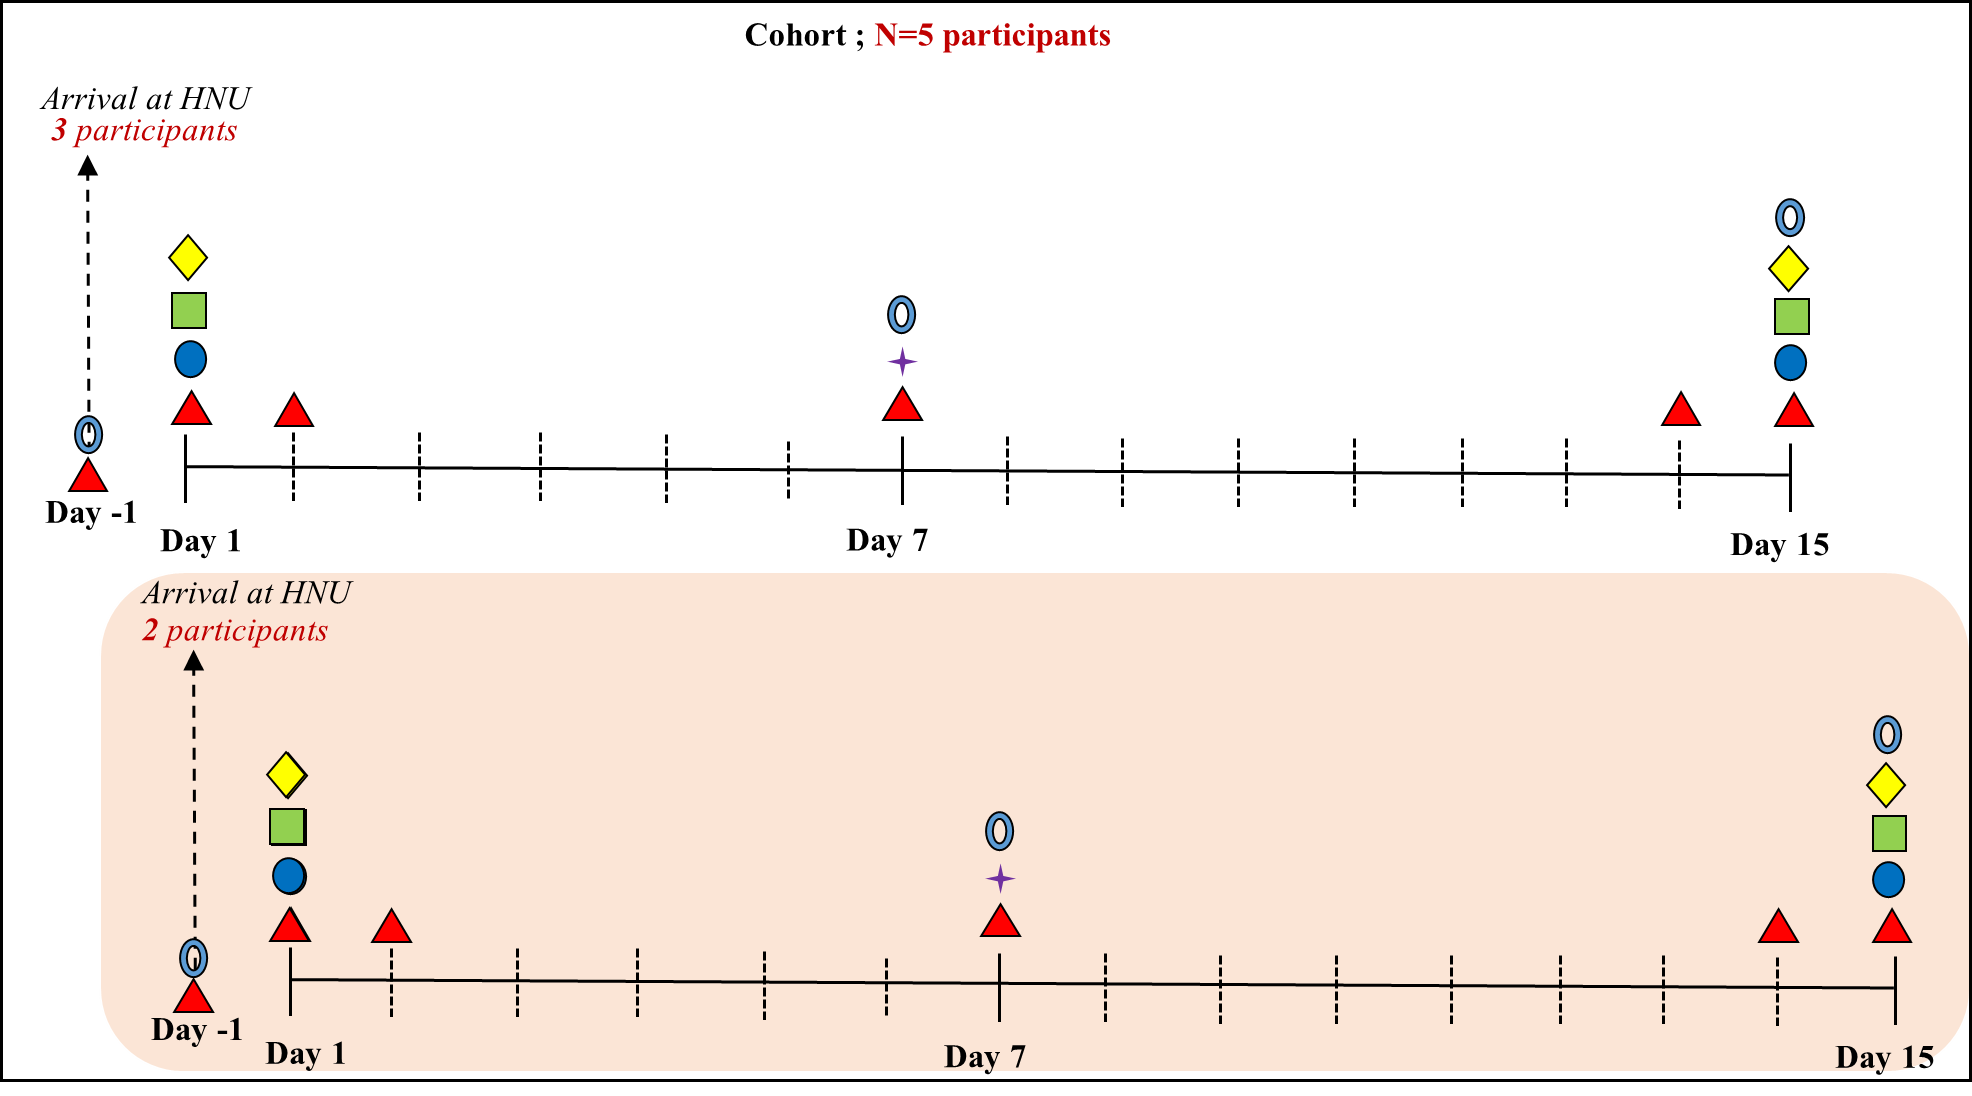 Cohort ; N=5 participants
Arrival at HNU
3 participants
Day -1
Day 1
Day 7
Day 15
Arrival at HNU
2 participants
Day -1
Day 1
Day 7
Day 15